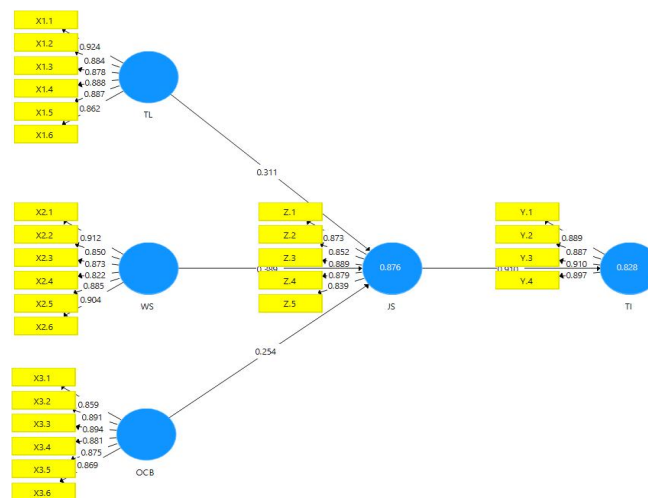 X1.1
X1.2
X1.3
X1.4
X1.5
X1.6
0.924
0.884
0.878
0.888
0.887
0.862
TL
0.311
X2.1
X2.2
X2.3
X2.4
X2.5
X2.6
0.912
0.850
0.873
0.822
0.885
0.904
WS
Z.1
Z.2
Z.3
Z.4
Z.5
0.873
0.852
0.889
0.879
0.839
0.876
JS
Y.1
Y.2
Y.3
Y.4
0.889
0.887
0.910
0.897
0.910
0.828
TI
0.254
X3.1
X3.2
X3.3
X3.4
X3.5
X3.6
0.859
0.891
0.894
0.881
0.875
0.869
OCB